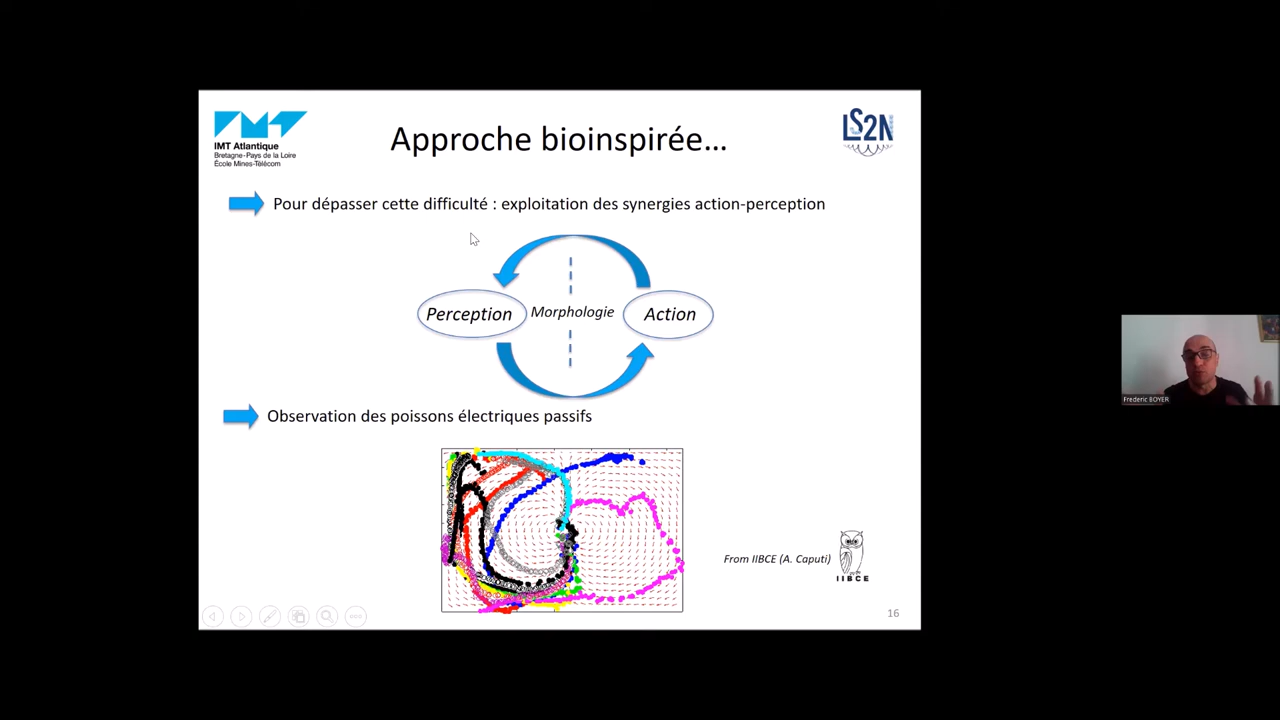 IMT Atlantique
Bretagne-Pays de la Loire
École Mines-Télécom
Approche bioinspirée...
LS2N
Pour dépasser cette difficulté : exploitation des synergies action-perception
Perception
Morphologie
Action
Observation des poissons électriques passifs
From IIBCE (A. Caputi)
IIBCE
16
Frederic BOYER